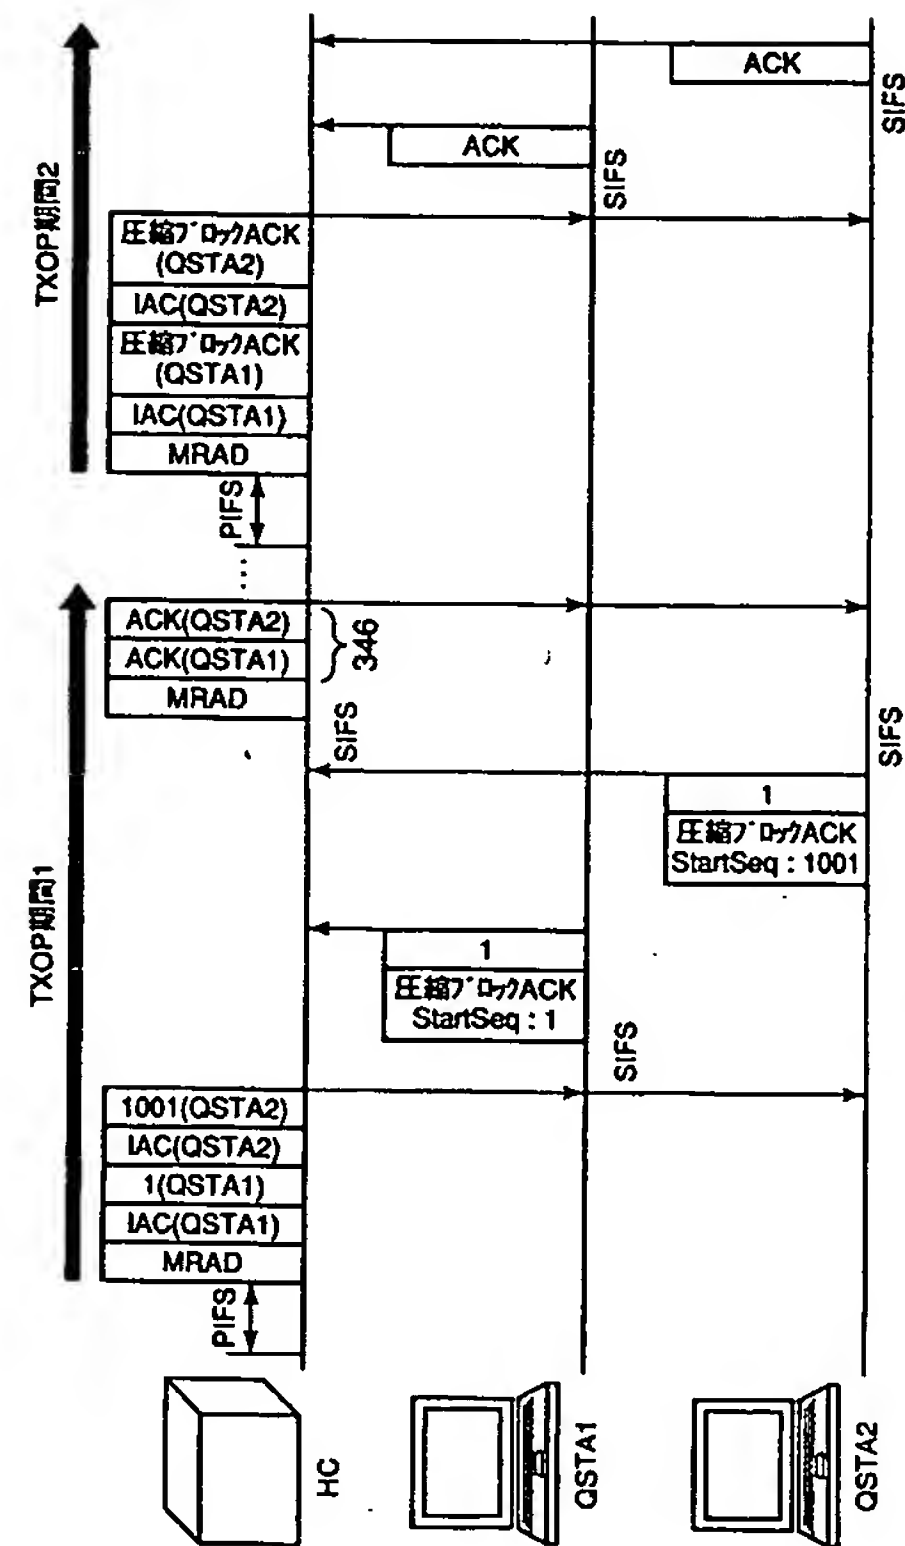 TXOP期間2
圧縮ブロックACK
(QSTA2)
IAC(QSTA2)
圧縮ブロックACK
(QSTA1)
IAC(QSTA1)
MRAD
PIFS
ACK
SIFS
ACK
SIFS
...
TXOP期間1
ACK(QSTA2)
ACK(QSTA1)
MRAD
346
SIFS
SIFS
1
圧縮ブロックACK
StartSeq : 1001
1
圧縮ブロックACK
StartSeq : 1
SIFS
1001(QSTA2)
IAC(QSTA2)
1(QSTA1)
IAC(QSTA1)
MRAD
PIFS
HC
QSTA1
QSTA2